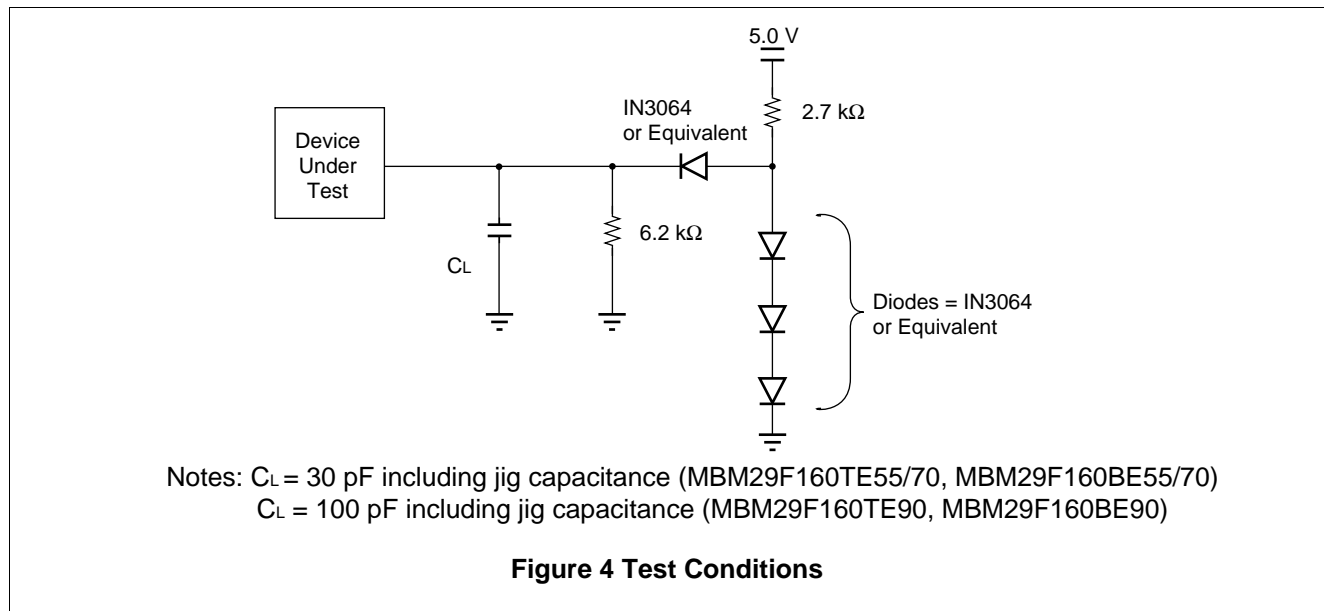 5.0 V
2.7 kΩ
IN3064
or Equivalent
Device
Under
Test
6.2 kΩ
CL
Diodes = IN3064
or Equivalent
Notes: CL = 30 pF including jig capacitance (MBM29F160TE55/70, MBM29F160BE55/70)
CL = 100 pF including jig capacitance (MBM29F160TE90, MBM29F160BE90)
Figure 4 Test Conditions